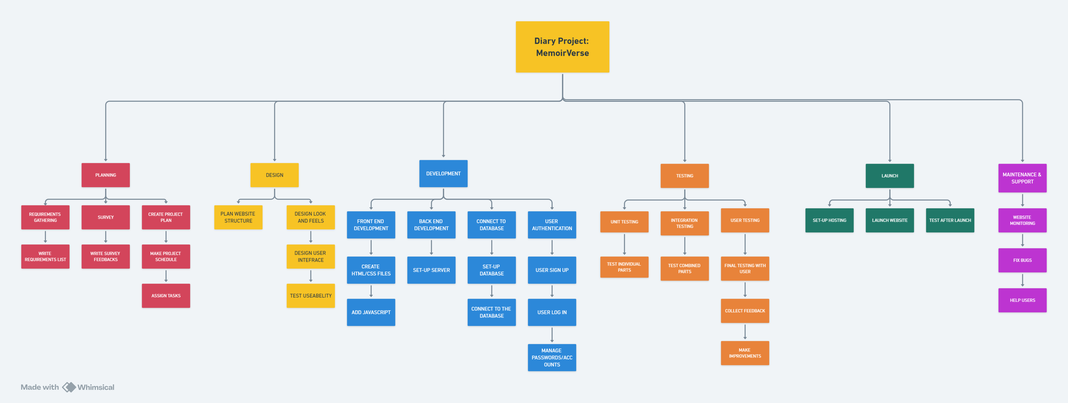 Diary Project:
MemoirVerse
PLANNING
DESIGN
DEVELOPMENT
TESTING
LAUNCH
MAINTENANCE &
SUPPORT
REQUIREMENTS
GATHERING
SURVEY
CREATE PROJECT
PLAN
WRITE
REQUIREMENTS LIST
WRITE SURVEY
FEEDBACKS
MAKE PROJECT
SCHEDULE
ASSIGN TASKS
PLAN WEBSITE
STRUCTURE
DESIGN LOOK
AND FEELS
DESIGN USER
INTEFRACE
TEST USEABELITY
FRONT END
DEVELOPMENT
BACK END
DEVELOPMENT
CONNECT TO
DATABASE
USER
AUTHENTICATION
CREATE
HTML/CSS FILES
SET-UP SERVER
SET-UP
DATABASE
USER SIGN UP
ADD JAVASCRIPT
CONNECT TO THE
DATABASE
USER LOG IN
MANAGE
PASSWORDS/ACC
OUNTS
UNIT TESTING
INTEGRATION
TESTING
USER TESTING
TEST INDIVIDUAL
PARTS
TEST COMBINED
PARTS
FINAL TESTING WITH
USER
COLLECT FEEDBACK
MAKE
IMPROVEMENTS
SET-UP HOSTING
LAUNCH WEBSITE
TEST AFTER LAUNCH
WEBSITE
MONITORING
FIX BUGS
HELP USERS
Made with Whimsical